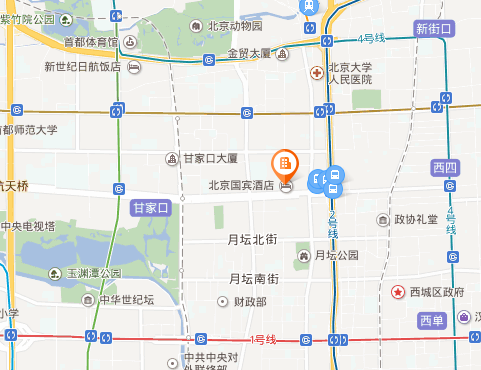 紫竹院公园
北京动物园
新街口
首都体育馆
4号线
金贸大厦
新世纪日航饭店
北京大学
人民医院
首都师范大学
甘家口大厦
西四
航天桥
北京国宾酒店
甘家口
2号线
4号线
政协礼堂
中央电视塔
月坛北街
月坛公园
玉渊潭公园
月坛南街
西城区政府
中华世纪坛
财政部
小学
西单
汉
1号线
中共中央对
外联络部